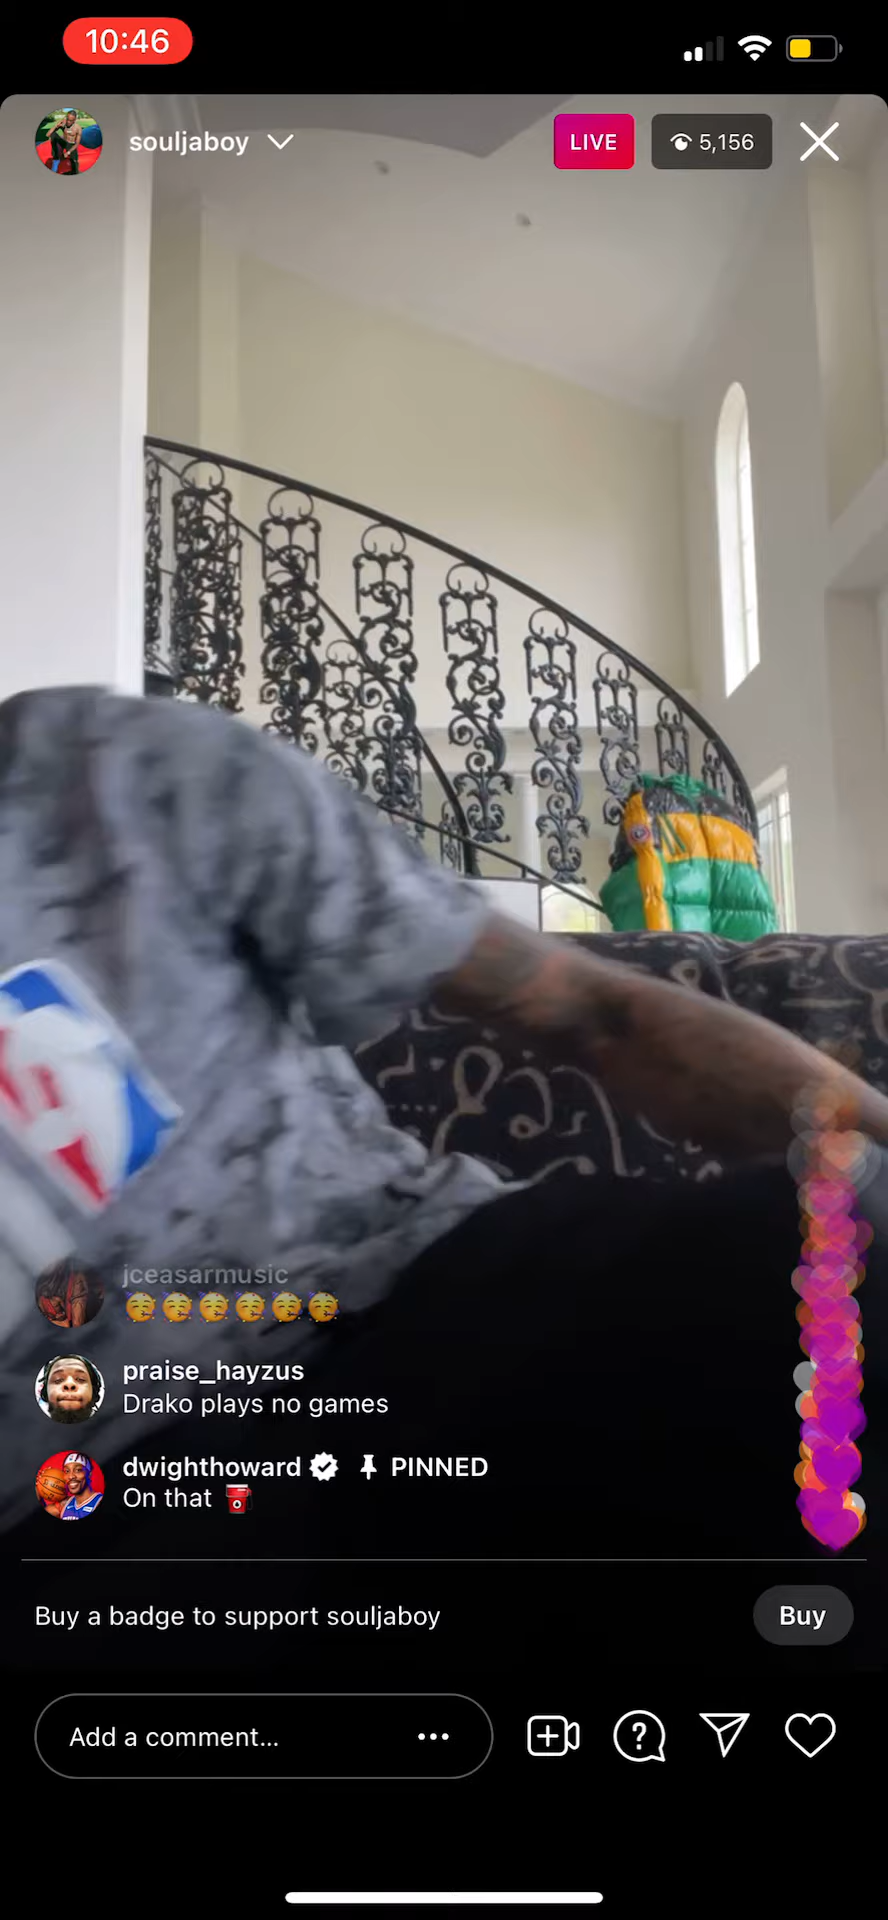 10:46
souljaboy
LIVE
5,156
jceasarmusic
praise_hayzus
Drako plays no games
dwighthoward PINNED
On that
Buy a badge to support souljaboy
Buy
Add a comment...